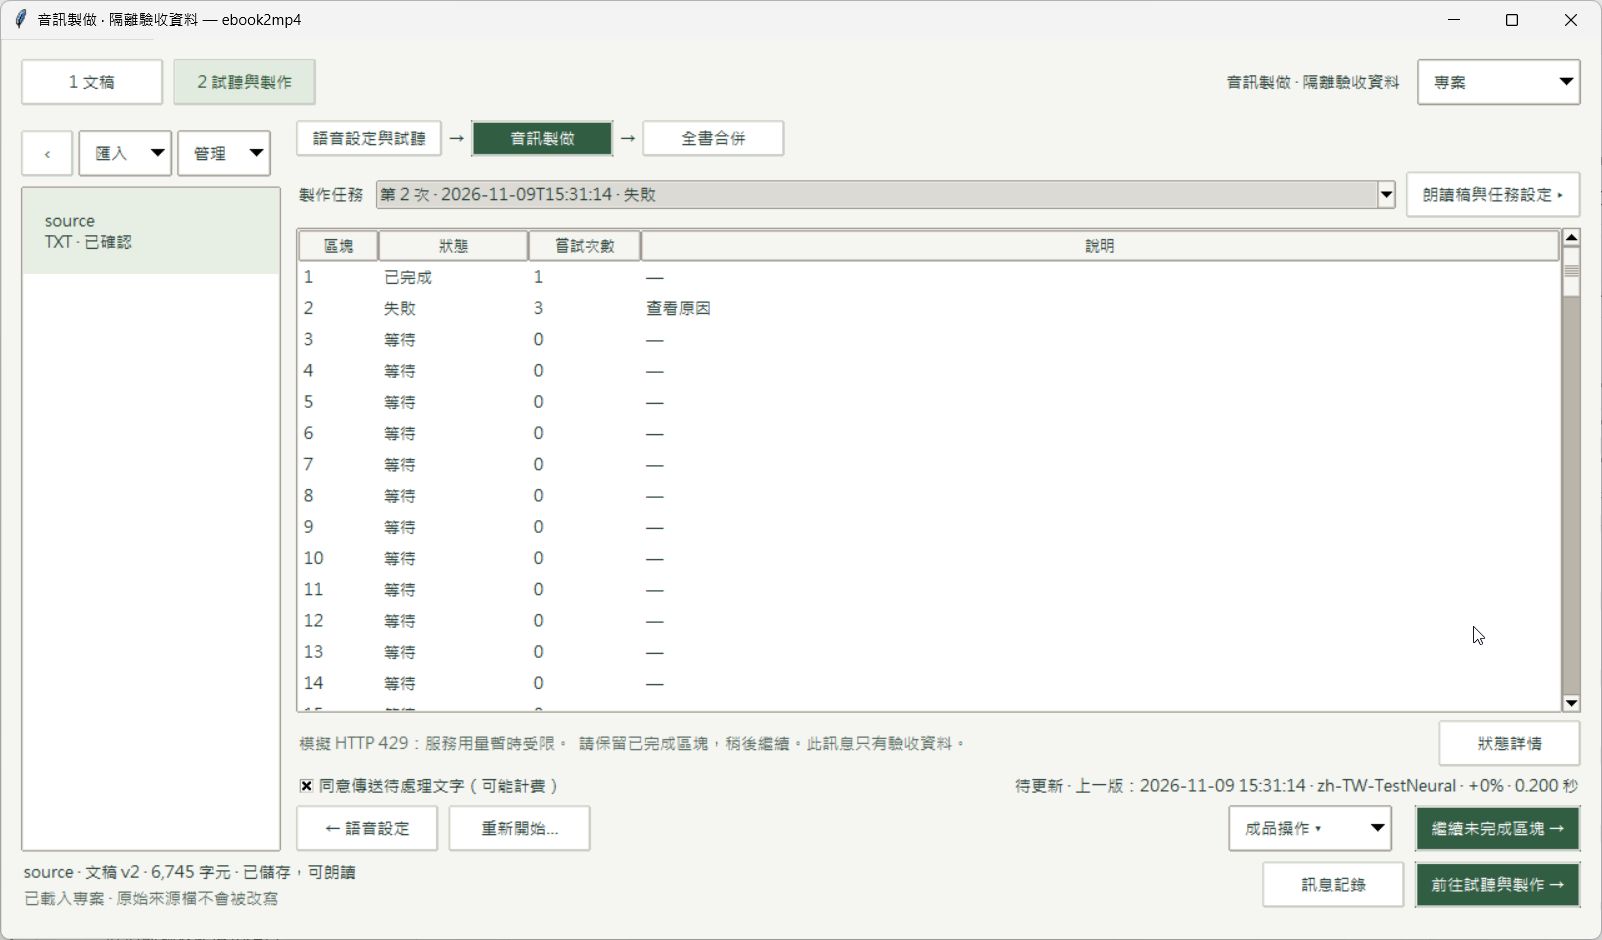 音訊製做 · 隔離驗收資料 — ebook2mp4
1 文稿
2 試聽與製作
音訊製做 · 隔離驗收資料
專案
‹
匯入
管理
語音設定與試聽
→
音訊製做
→
全書合併
source
TXT · 已確認
製作任務
第 2 次 · 2026-11-09T15:31:14 · 失敗
朗讀稿與任務設定 ▸
區塊 狀態 嘗試次數 說明
1 已完成 1 —
2 失敗 3 查看原因
3 等待 0 —
4 等待 0 —
5 等待 0 —
6 等待 0 —
7 等待 0 —
8 等待 0 —
9 等待 0 —
10 等待 0 —
11 等待 0 —
12 等待 0 —
13 等待 0 —
14 等待 0 —
模擬 HTTP 429：服務用量暫時受限。 請保留已完成區塊，稍後繼續。此訊息只有驗收資料。
狀態詳情
同意傳送待處理文字（可能計費）
待更新 · 上一版：2026-11-09 15:31:14 · zh-TW-TestNeural · +0% · 0.200 秒
← 語音設定
重新開始...
成品操作 ▾
繼續未完成區塊 →
source · 文稿 v2 · 6,745 字元 · 已儲存，可朗讀
已載入專案 · 原始來源檔不會被改寫
訊息記錄
前往試聽與製作 →